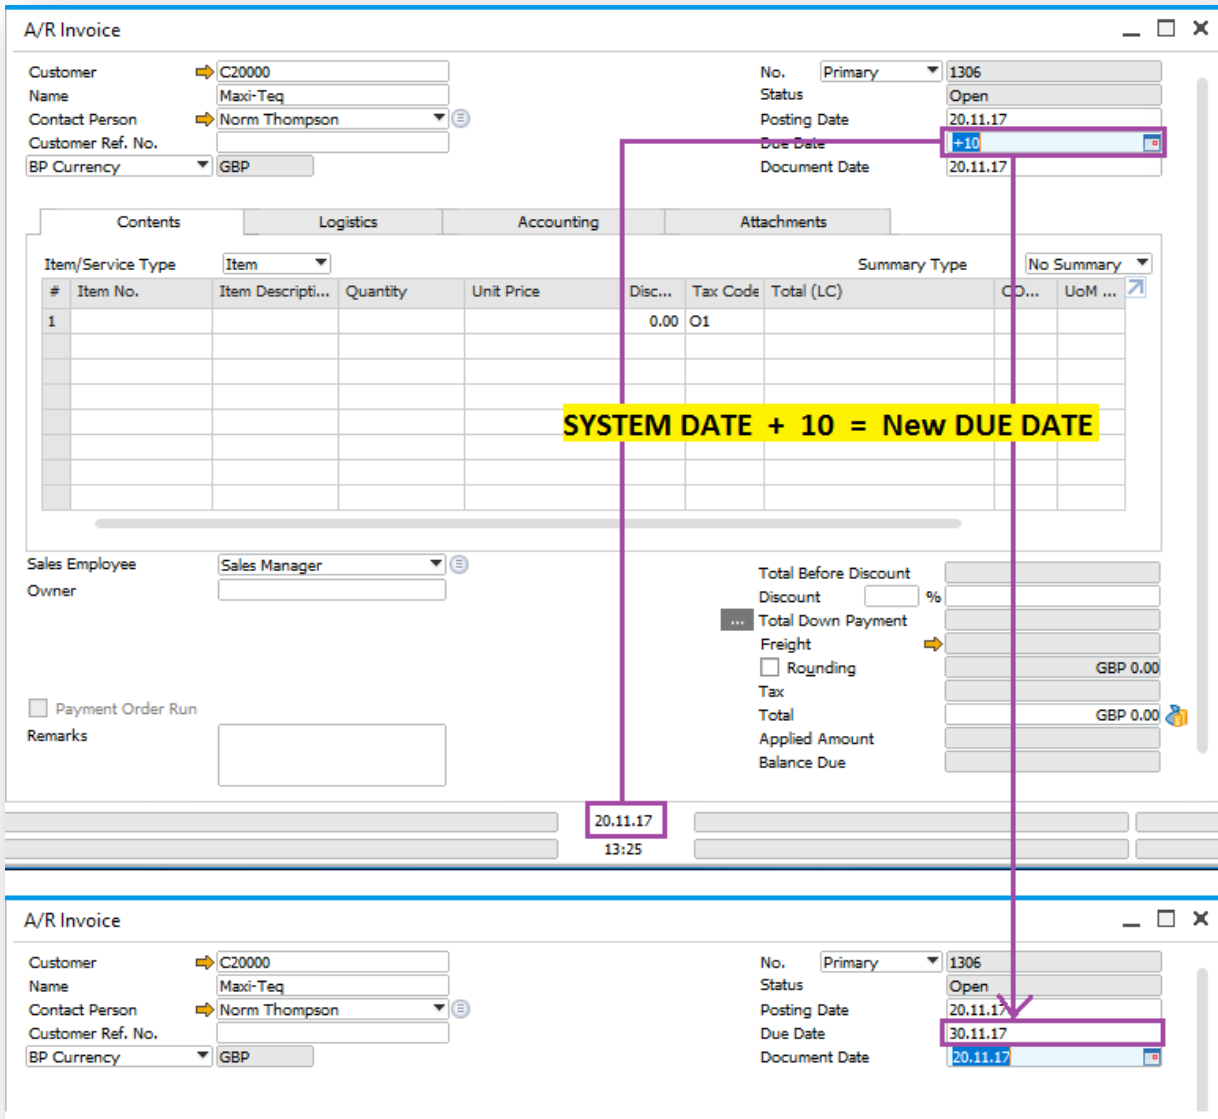 A/R Invoice
Customer C20000 No. Primary 1306
Name Maxi-Teq Status Open
Contact Person Norm Thompson Posting Date 20.11.17
Customer Ref. No. Due Date +10
BP Currency GBP Document Date 20.11.17
Contents Logistics Accounting Attachments
Item/Service Type Item Summary Type No Summary
# Item No. Item Descripti... Quantity Unit Price Disc... Tax Code Total (LC) CO... UoM ...
1 0.00 O1
SYSTEM DATE + 10 = New DUE DATE
Sales Employee Sales Manager
Total Before Discount
Owner
Discount %
... Total Down Payment
Freight
Rounding GBP 0.00
Tax
Payment Order Run
Total GBP 0.00
Remarks
Applied Amount
Balance Due
20.11.17
13:25
A/R Invoice
Customer C20000 No. Primary 1306
Name Maxi-Teq Status Open
Contact Person Norm Thompson Posting Date 20.11.17
Customer Ref. No. Due Date 30.11.17
BP Currency GBP Document Date 20.11.17